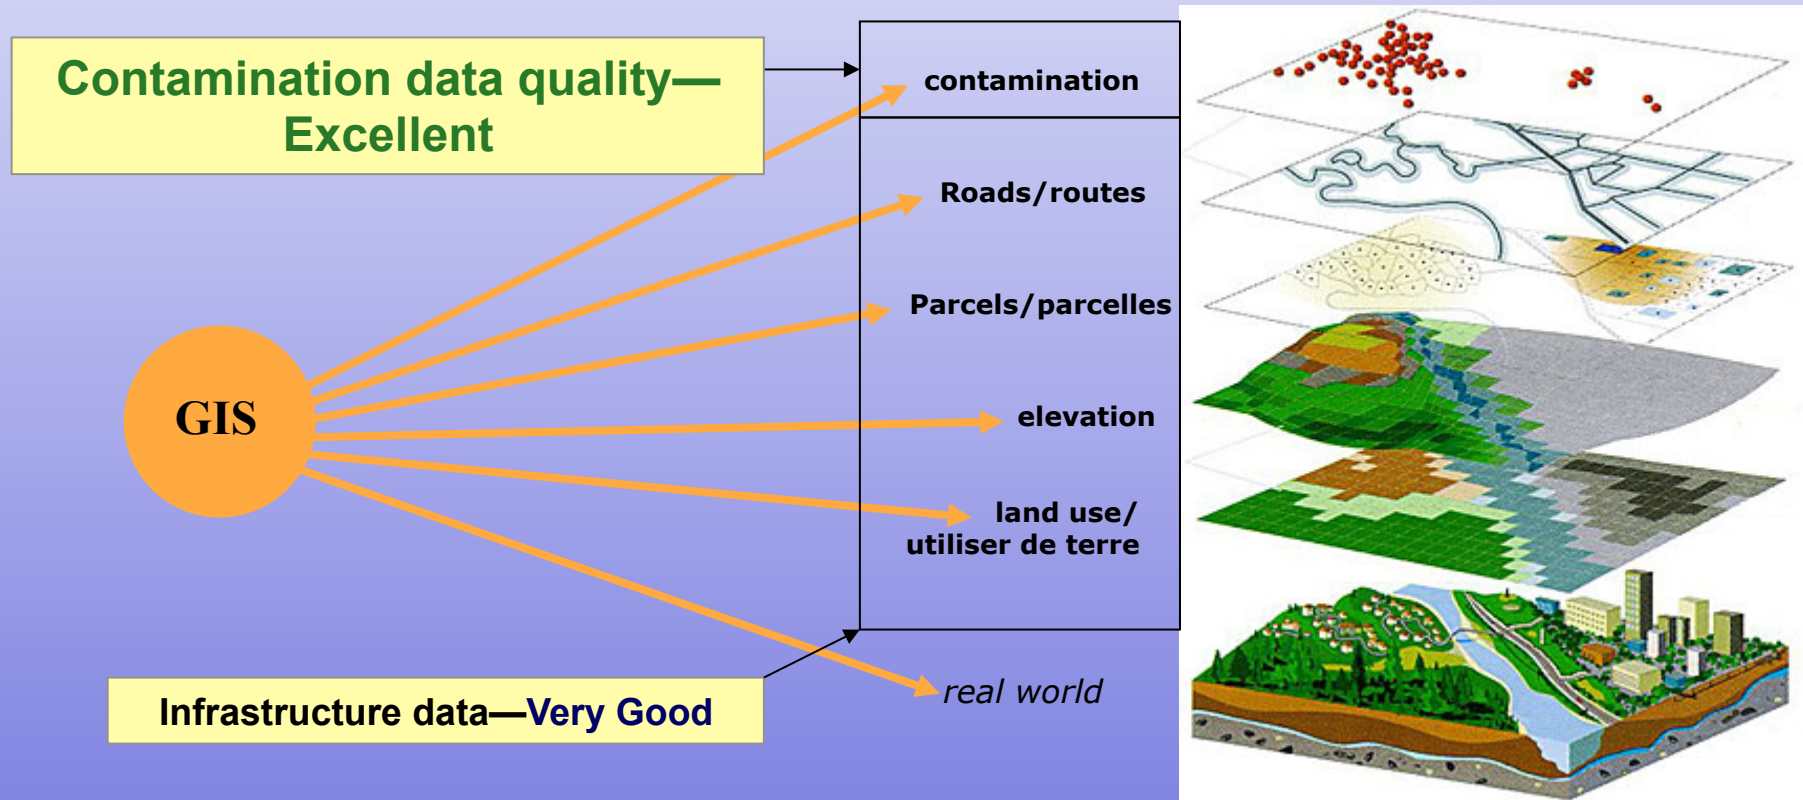 Contamination data quality—
Excellent
contamination
Roads/routes
Parcels/parcelles
GIS
elevation
land use/
utiliser de terre
real world
Infrastructure data—Very Good